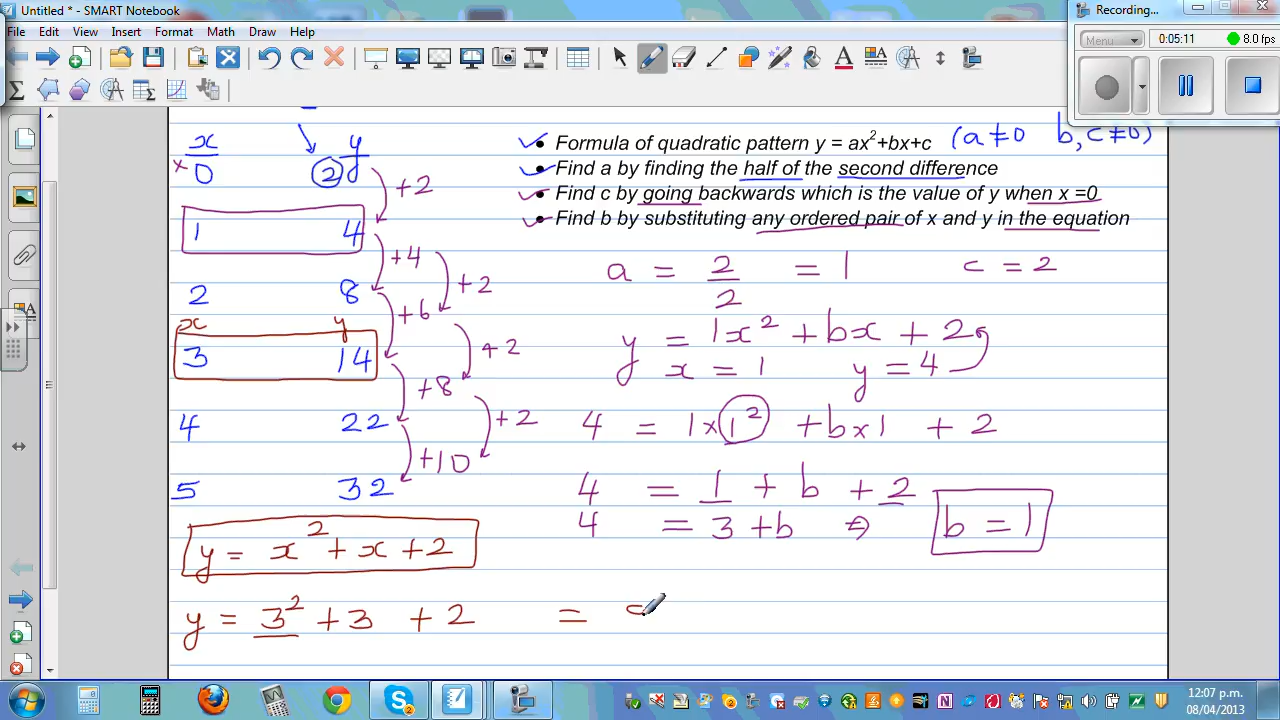 Untitled * - SMART Notebook
Recording...
File Edit View Insert Format Math Draw Help
Menu 0:05:11 8.0 fps
x y
× 0 2
+2
1 4
+4
+2
2 8
+6
x y
+2
3 14
+8
+2
4 22
+10
5 32
y = x² + x + 2
y = 3² + 3 + 2 =
• Formula of quadratic pattern y = ax²+bx+c (a≠0 b,c≠0)
• Find a by finding the half of the second difference
• Find c by going backwards which is the value of y when x =0
• Find b by substituting any ordered pair of x and y in the equation
a = 2/2 = 1 c = 2
y = 1x² + bx + 2
x = 1 y = 4
4 = 1×1² + b×1 + 2
4 = 1 + b + 2
4 = 3 + b ⇒ b = 1
12:07 p.m.
08/04/2013